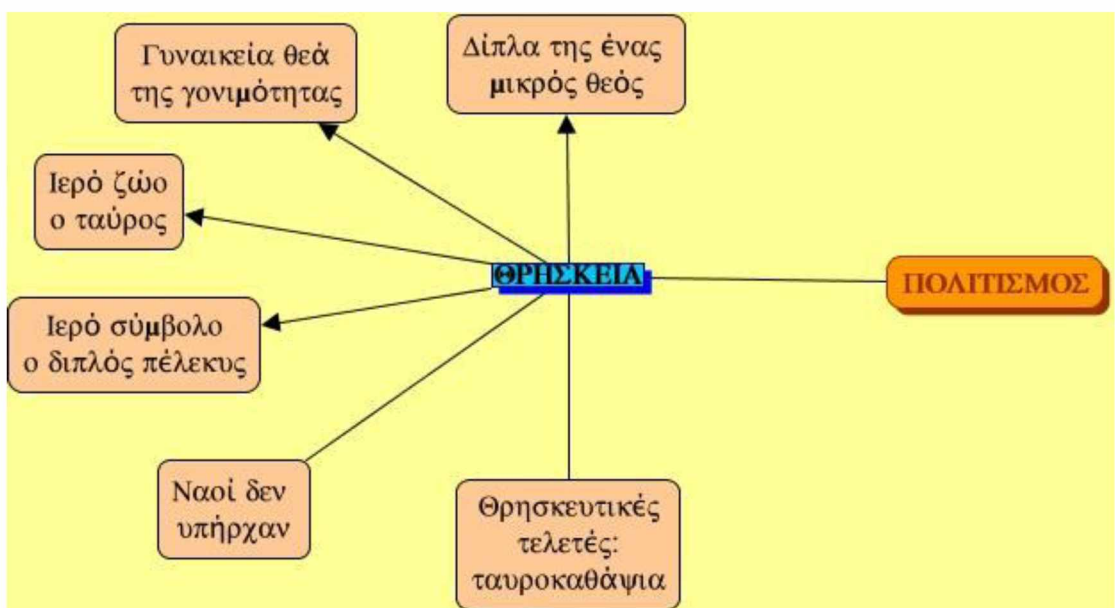 Γυναικεία θεά
της γονιμότητας
Δίπλα της ένας
μικρός θεός
Ιερό ζώο
ο ταύρος
ΘΡΗΣΚΕΙΑ
ΠΟΛΙΤΙΣΜΟΣ
Ιερό σύμβολο
ο διπλός πέλεκυς
Ναοί δεν
υπήρχαν
Θρησκευτικές
τελετές:
ταυροκαθάψια